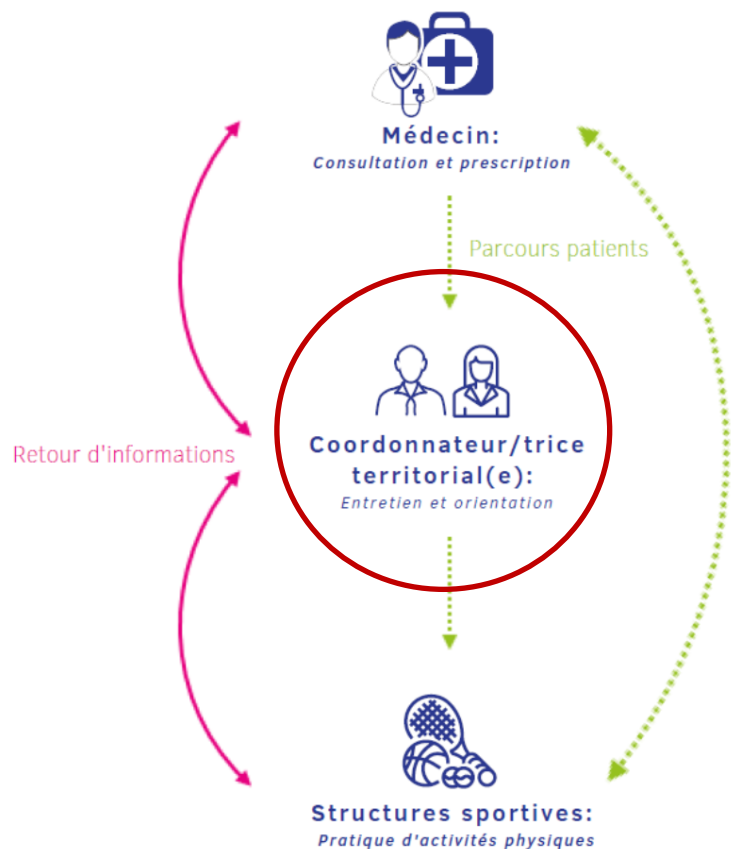 Médecin:
Consultation et prescription
Parcours patients
Coordonnateur/trice
territorial(e):
Retour d'informations
Entretien et orientation
Structures sportives:
Pratique d'activités physiques